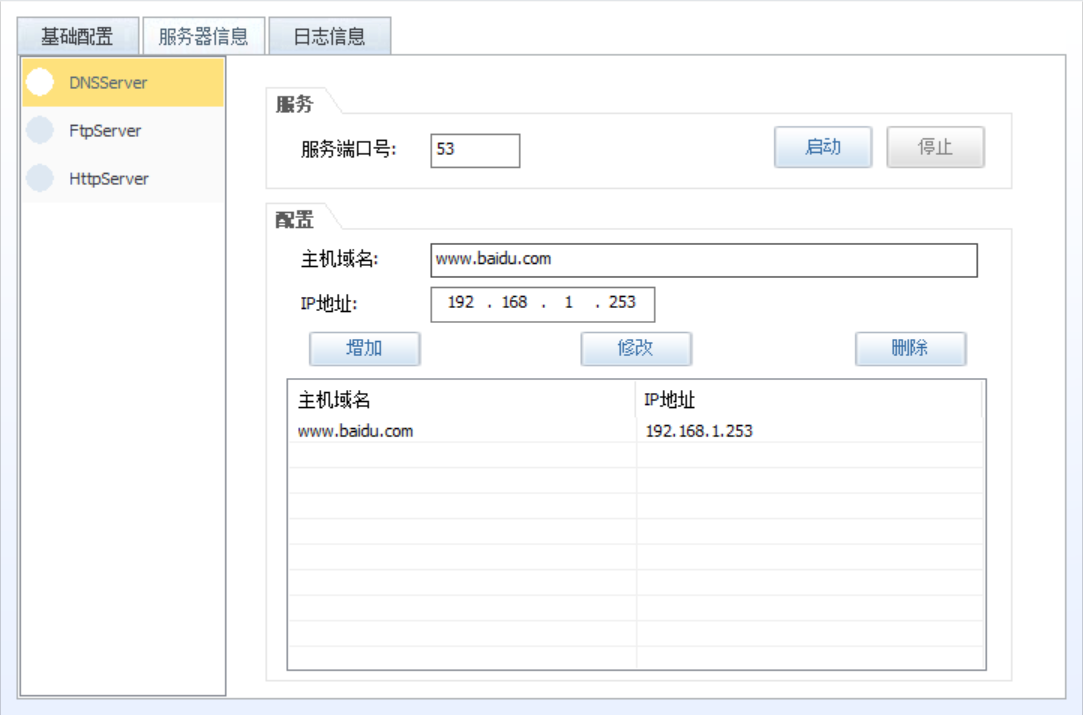 基础配置 服务器信息 日志信息
DNSServer
FtpServer
HttpServer
服务
服务端口号: 53 启动 停止
配置
主机域名: www.baidu.com
IP地址: 192 . 168 . 1 . 253
增加 修改 删除
主机域名 IP地址
www.baidu.com 192.168.1.253